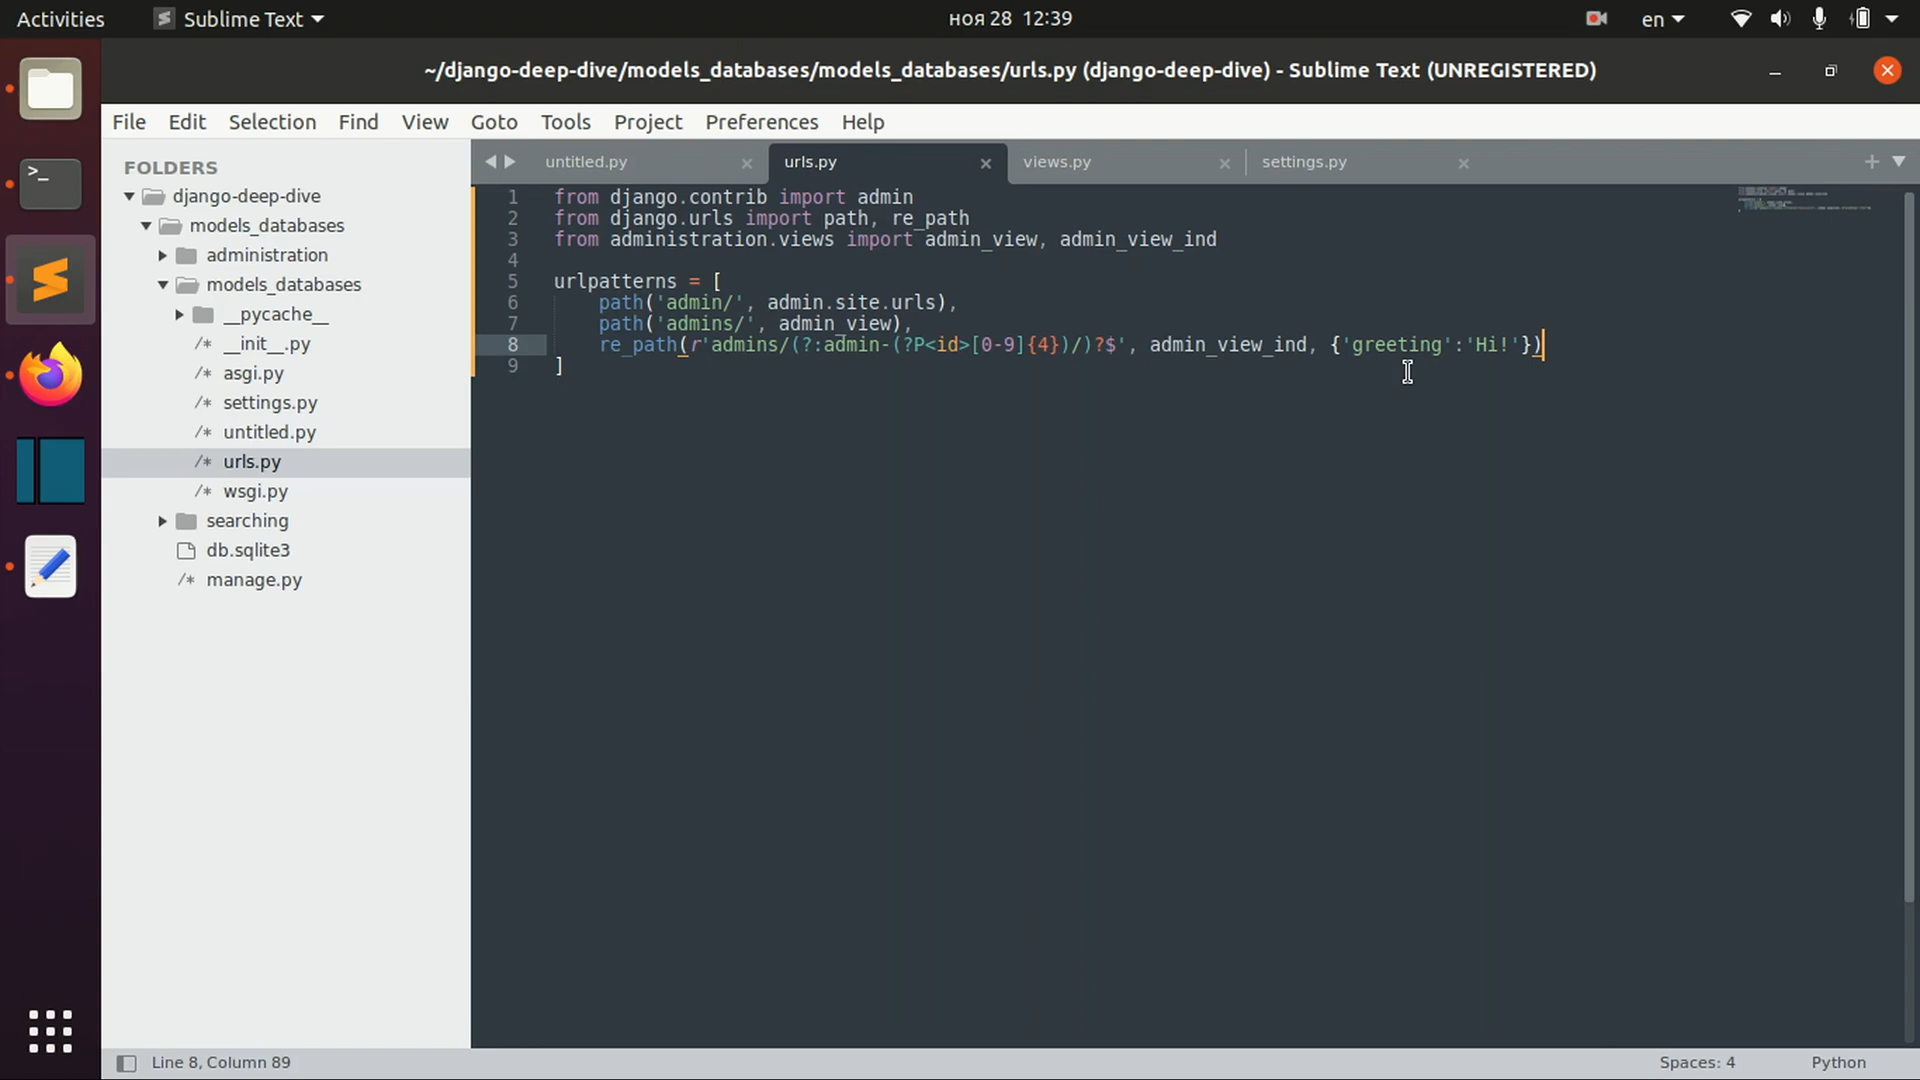 Activities
Sublime Text
ноя 28 12:39
en
~/django-deep-dive/models_databases/models_databases/urls.py (django-deep-dive) - Sublime Text (UNREGISTERED)
File Edit Selection Find View Goto Tools Project Preferences Help
FOLDERS
django-deep-dive
models_databases
administration
models_databases
__pycache__
/* __init__.py
/* asgi.py
/* settings.py
/* untitled.py
/* urls.py
/* wsgi.py
searching
db.sqlite3
/* manage.py
untitled.py
urls.py
views.py
settings.py
1 from django.contrib import admin
2 from django.urls import path, re_path
3 from administration.views import admin_view, admin_view_ind
4
5 urlpatterns = [
6     path('admin/', admin.site.urls),
7     path('admins/', admin_view),
8     re_path(r'admins/(?:admin-(?P<id>[0-9]{4})/)?$', admin_view_ind, {'greeting':'Hi!'})
9 ]
Line 8, Column 89
Spaces: 4
Python